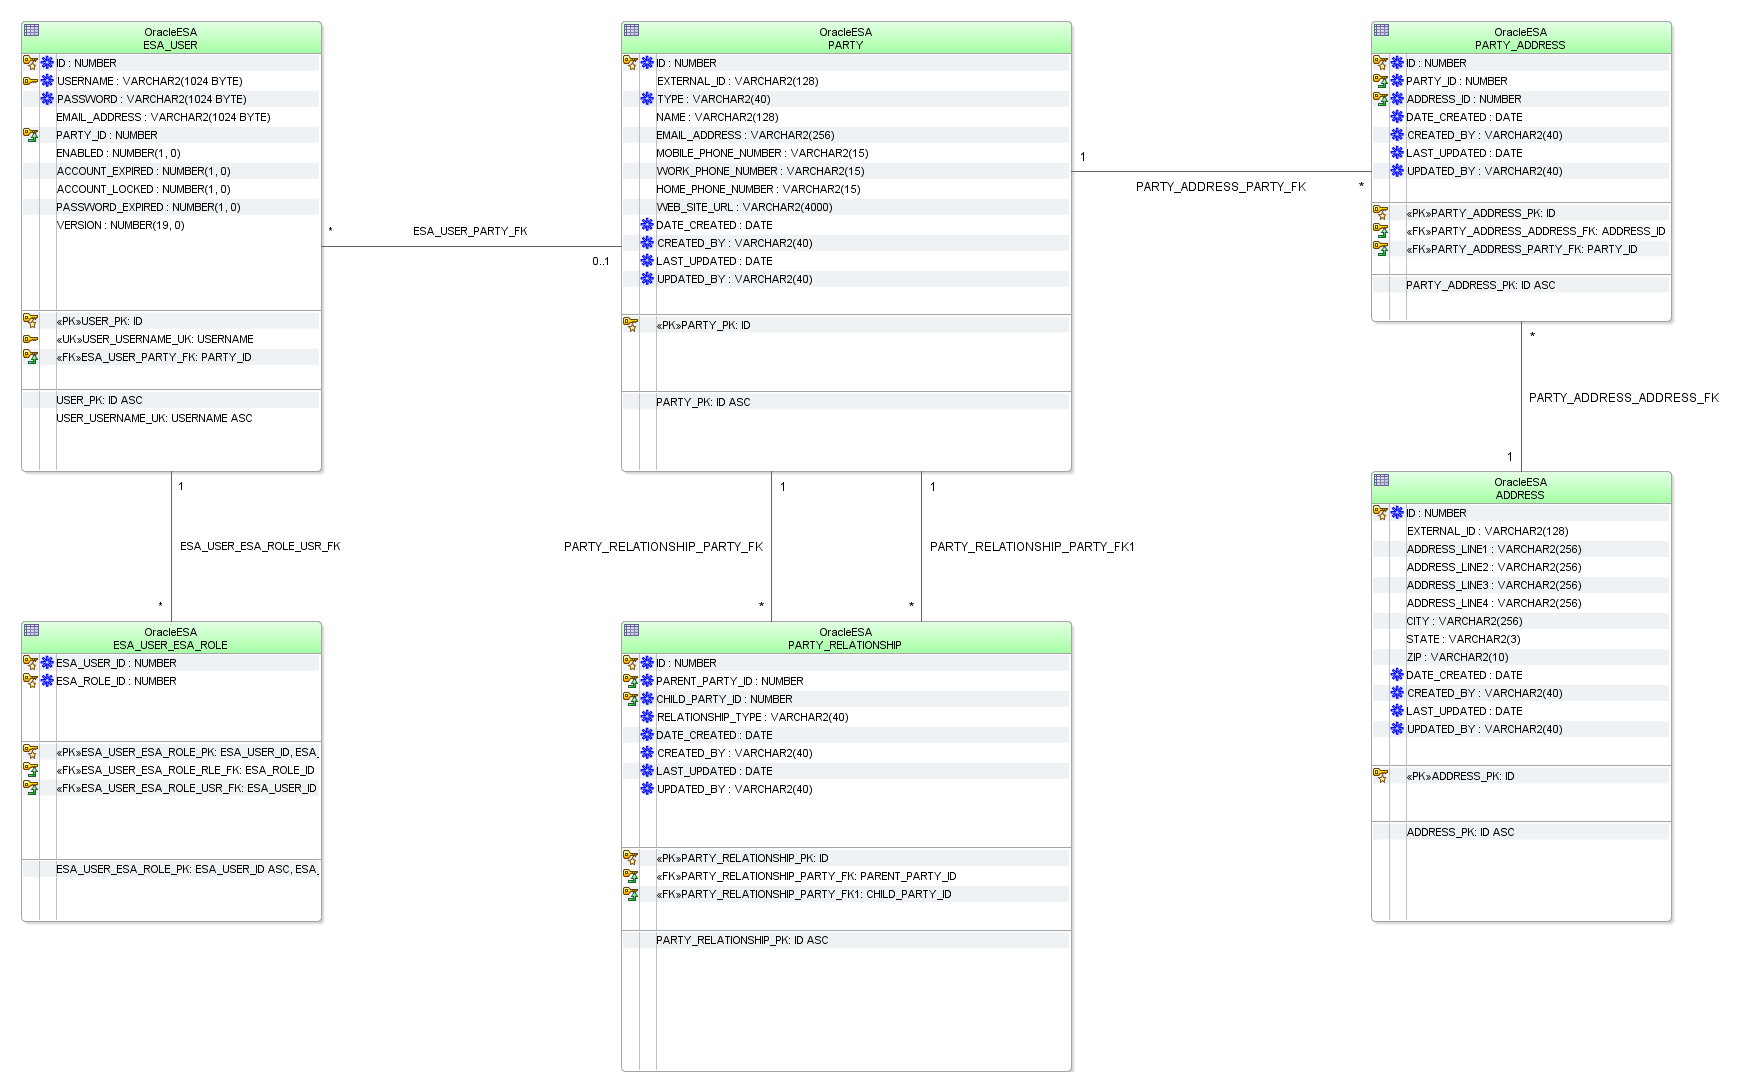 OracleESA
ESA_USER
ID : NUMBER
USERNAME : VARCHAR2(1024 BYTE)
PASSWORD : VARCHAR2(1024 BYTE)
EMAIL_ADDRESS : VARCHAR2(1024 BYTE)
PARTY_ID : NUMBER
ENABLED : NUMBER(1, 0)
ACCOUNT_EXPIRED : NUMBER(1, 0)
ACCOUNT_LOCKED : NUMBER(1, 0)
PASSWORD_EXPIRED : NUMBER(1, 0)
VERSION : NUMBER(19, 0)
«PK»USER_PK: ID
«UK»USER_USERNAME_UK: USERNAME
«FK»ESA_USER_PARTY_FK: PARTY_ID
USER_PK: ID ASC
USER_USERNAME_UK: USERNAME ASC
*
ESA_USER_PARTY_FK
0..1
OracleESA
PARTY
ID : NUMBER
EXTERNAL_ID : VARCHAR2(128)
TYPE : VARCHAR2(40)
NAME : VARCHAR2(128)
EMAIL_ADDRESS : VARCHAR2(256)
MOBILE_PHONE_NUMBER : VARCHAR2(15)
WORK_PHONE_NUMBER : VARCHAR2(15)
HOME_PHONE_NUMBER : VARCHAR2(15)
WEB_SITE_URL : VARCHAR2(4000)
DATE_CREATED : DATE
CREATED_BY : VARCHAR2(40)
LAST_UPDATED : DATE
UPDATED_BY : VARCHAR2(40)
«PK»PARTY_PK: ID
PARTY_PK: ID ASC
1
PARTY_ADDRESS_PARTY_FK
*
OracleESA
PARTY_ADDRESS
ID : NUMBER
PARTY_ID : NUMBER
ADDRESS_ID : NUMBER
DATE_CREATED : DATE
CREATED_BY : VARCHAR2(40)
LAST_UPDATED : DATE
UPDATED_BY : VARCHAR2(40)
«PK»PARTY_ADDRESS_PK: ID
«FK»PARTY_ADDRESS_ADDRESS_FK: ADDRESS_ID
«FK»PARTY_ADDRESS_PARTY_FK: PARTY_ID
PARTY_ADDRESS_PK: ID ASC
*
PARTY_ADDRESS_ADDRESS_FK
1
1
ESA_USER_ESA_ROLE_USR_FK
*
1
PARTY_RELATIONSHIP_PARTY_FK
*
1
PARTY_RELATIONSHIP_PARTY_FK1
*
OracleESA
ESA_USER_ESA_ROLE
ESA_USER_ID : NUMBER
ESA_ROLE_ID : NUMBER
«PK»ESA_USER_ESA_ROLE_PK: ESA_USER_ID, ESA_
«FK»ESA_USER_ESA_ROLE_RLE_FK: ESA_ROLE_ID
«FK»ESA_USER_ESA_ROLE_USR_FK: ESA_USER_ID
ESA_USER_ESA_ROLE_PK: ESA_USER_ID ASC, ESA_
OracleESA
PARTY_RELATIONSHIP
ID : NUMBER
PARENT_PARTY_ID : NUMBER
CHILD_PARTY_ID : NUMBER
RELATIONSHIP_TYPE : VARCHAR2(40)
DATE_CREATED : DATE
CREATED_BY : VARCHAR2(40)
LAST_UPDATED : DATE
UPDATED_BY : VARCHAR2(40)
«PK»PARTY_RELATIONSHIP_PK: ID
«FK»PARTY_RELATIONSHIP_PARTY_FK: PARENT_PARTY_ID
«FK»PARTY_RELATIONSHIP_PARTY_FK1: CHILD_PARTY_ID
PARTY_RELATIONSHIP_PK: ID ASC
OracleESA
ADDRESS
ID : NUMBER
EXTERNAL_ID : VARCHAR2(128)
ADDRESS_LINE1 : VARCHAR2(256)
ADDRESS_LINE2 : VARCHAR2(256)
ADDRESS_LINE3 : VARCHAR2(256)
ADDRESS_LINE4 : VARCHAR2(256)
CITY : VARCHAR2(256)
STATE : VARCHAR2(3)
ZIP : VARCHAR2(10)
DATE_CREATED : DATE
CREATED_BY : VARCHAR2(40)
LAST_UPDATED : DATE
UPDATED_BY : VARCHAR2(40)
«PK»ADDRESS_PK: ID
ADDRESS_PK: ID ASC